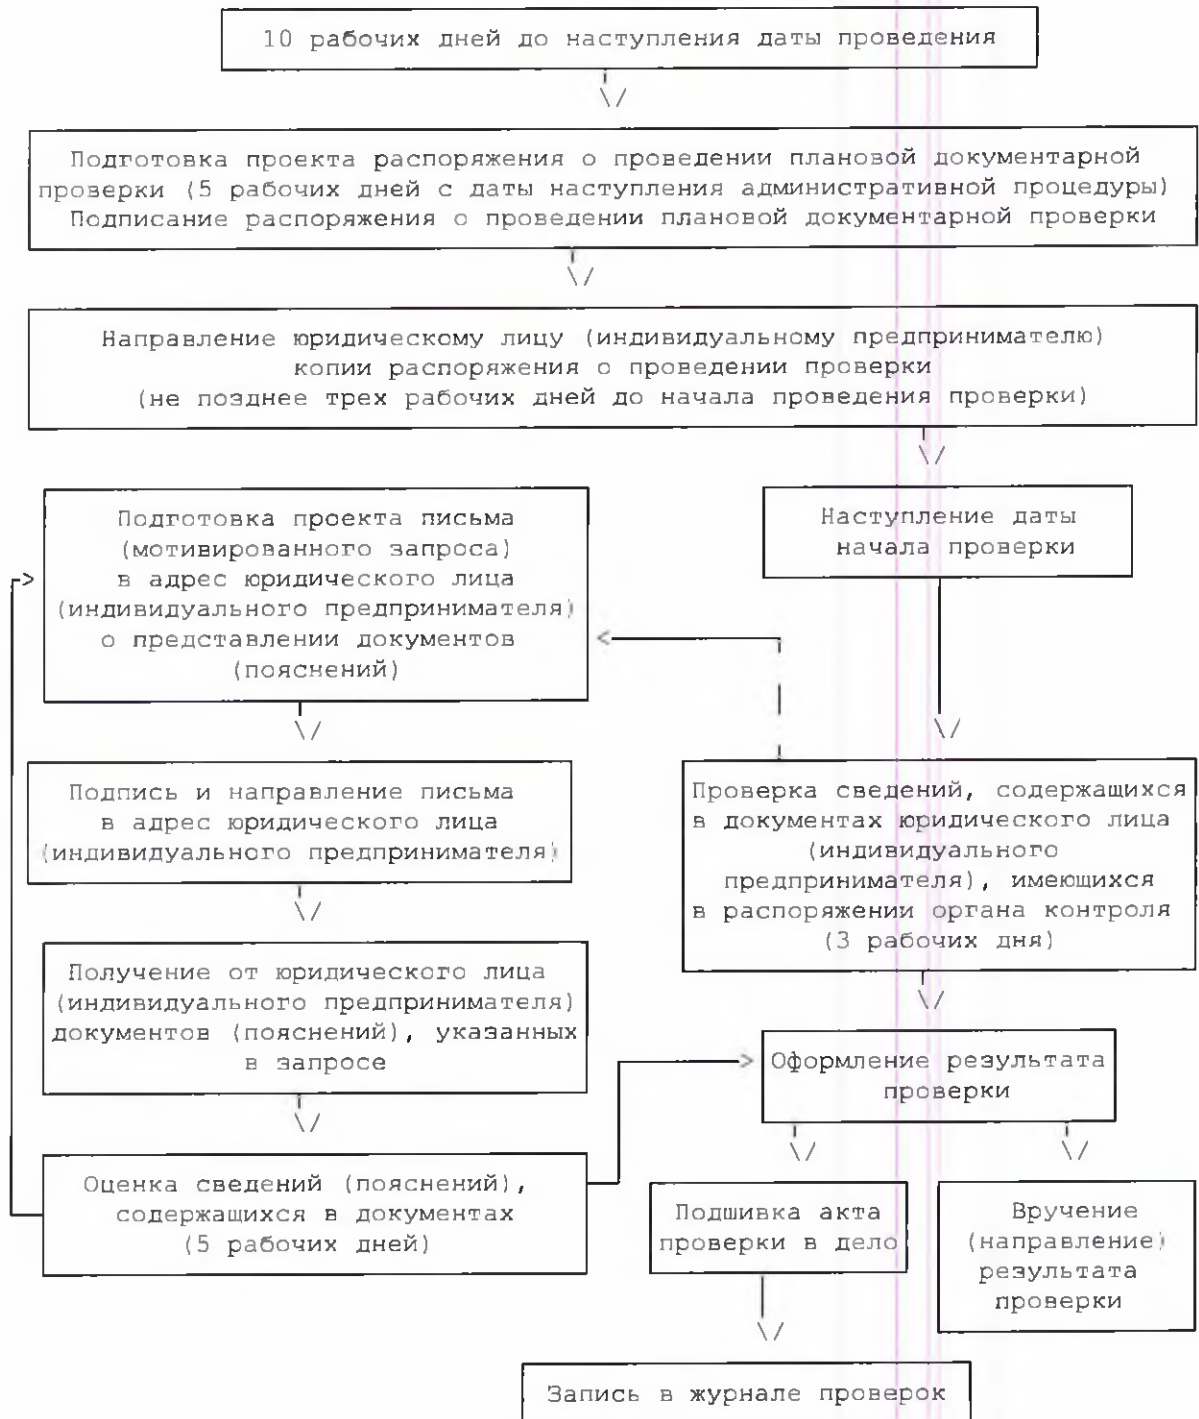 10 рабочих дней до наступления даты проведения
Подготовка проекта распоряжения о проведении плановой документарной
проверки (5 рабочих дней с даты наступления административной процедуры)
Подписание распоряжения о проведении плановой документарной проверки
Направление юридическому лицу (индивидуальному предпринимателю)
копии распоряжения о проведении проверки
(не позднее трех рабочих дней до начала проведения проверки)
Подготовка проекта письма
(мотивированного запроса)
в адрес юридического лица
(индивидуального предпринимателя)
о представлении документов
(пояснений)
Наступление даты
начала проверки
Подпись и направление письма
в адрес юридического лица
(индивидуального предпринимателя)
Проверка сведений, содержащихся
в документах юридического лица
(индивидуального
предпринимателя), имеющихся
в распоряжении органа контроля
(3 рабочих дня)
Получение от юридического лица
(индивидуального предпринимателя)
документов (пояснений), указанных
в запросе
Оформление результата
проверки
Оценка сведений (пояснений),
содержащихся в документах
(5 рабочих дней)
Подшивка акта
проверки в дело
Вручение
(направление)
результата
проверки
Запись в журнале проверок